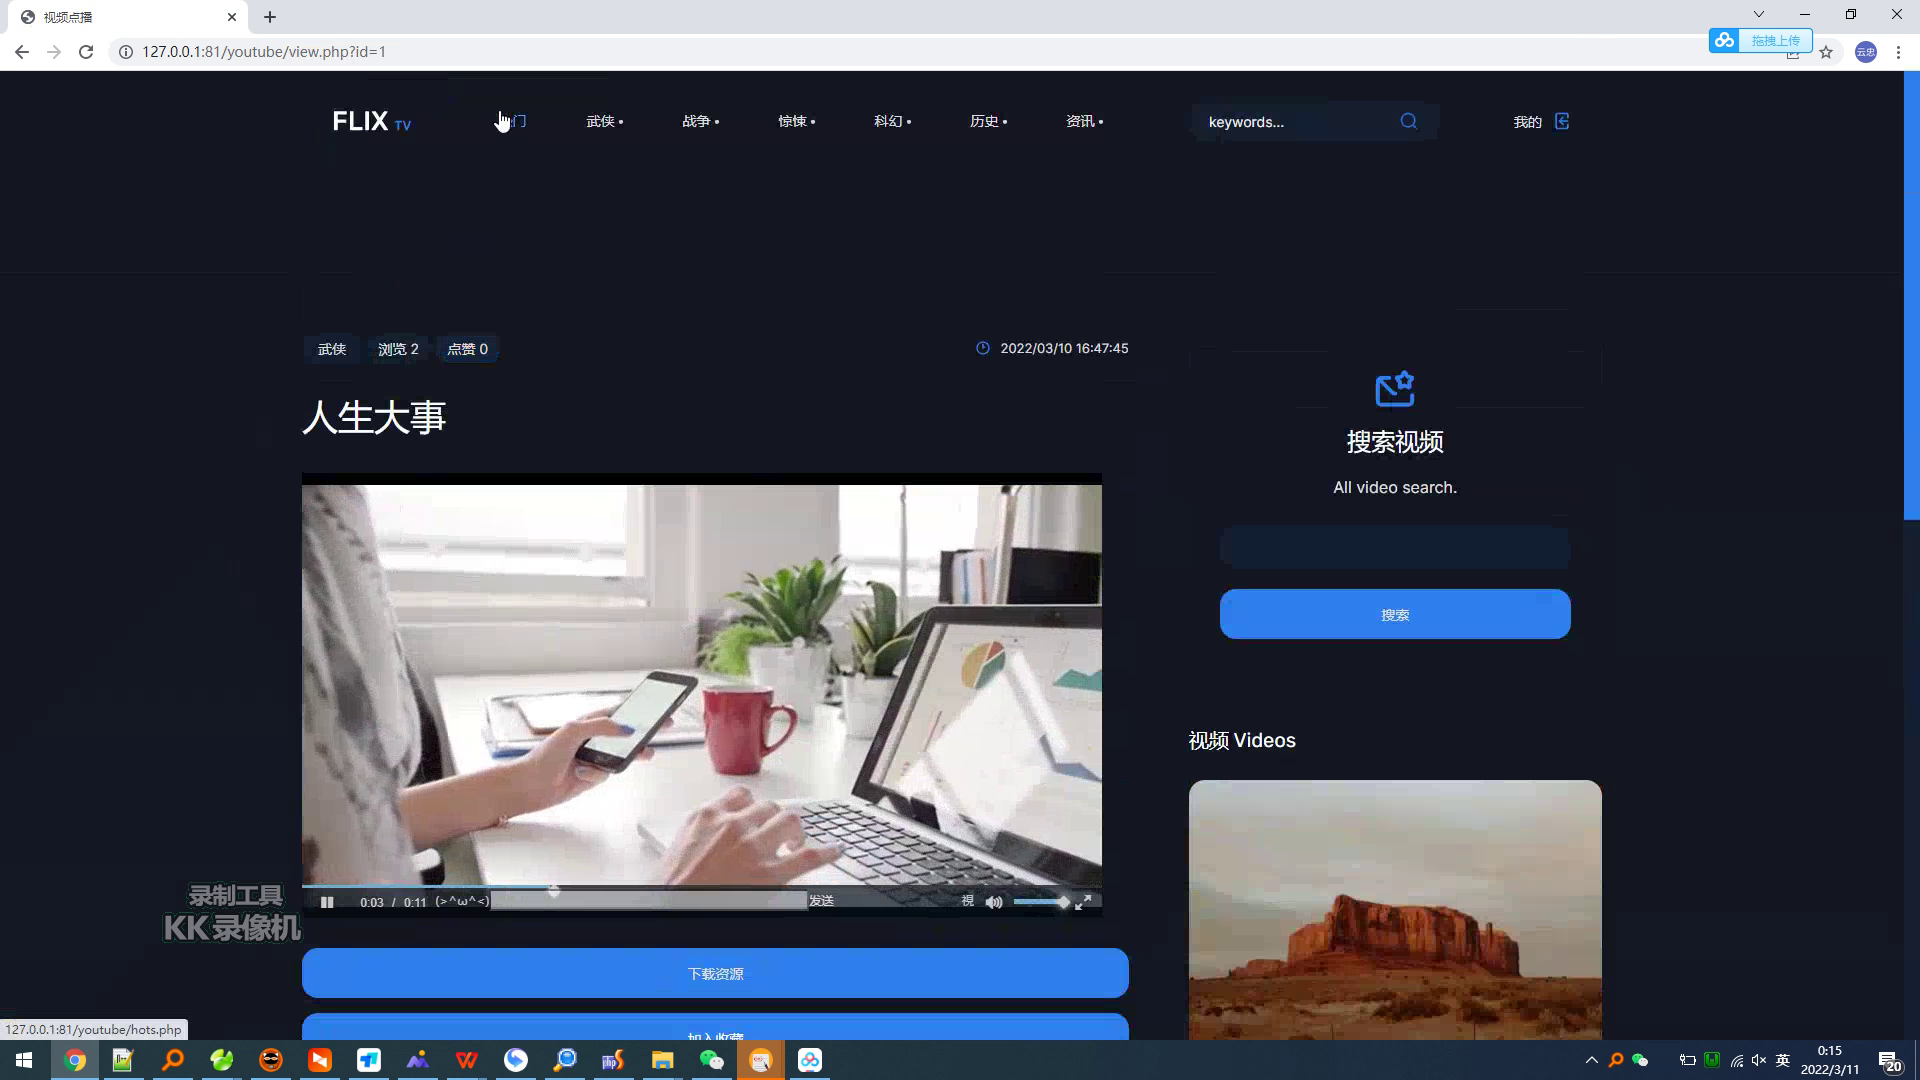 视频点播
127.0.0.1:81/youtube/view.php?id=1
拖拽上传
云忠
FLIX TV
门
武侠
战争
惊悚
科幻
历史
资讯
keywords...
我的
武侠
浏览 2
点赞 0
2022/03/10 16:47:45
人生大事
搜索视频
All video search.
搜索
0:03 / 0:11
(>^ω^<)
发送
視
视频 Videos
录制工具
KK录像机
下载资源
加入收藏
127.0.0.1:81/youtube/hots.php
英
0:15
2022/3/11
20